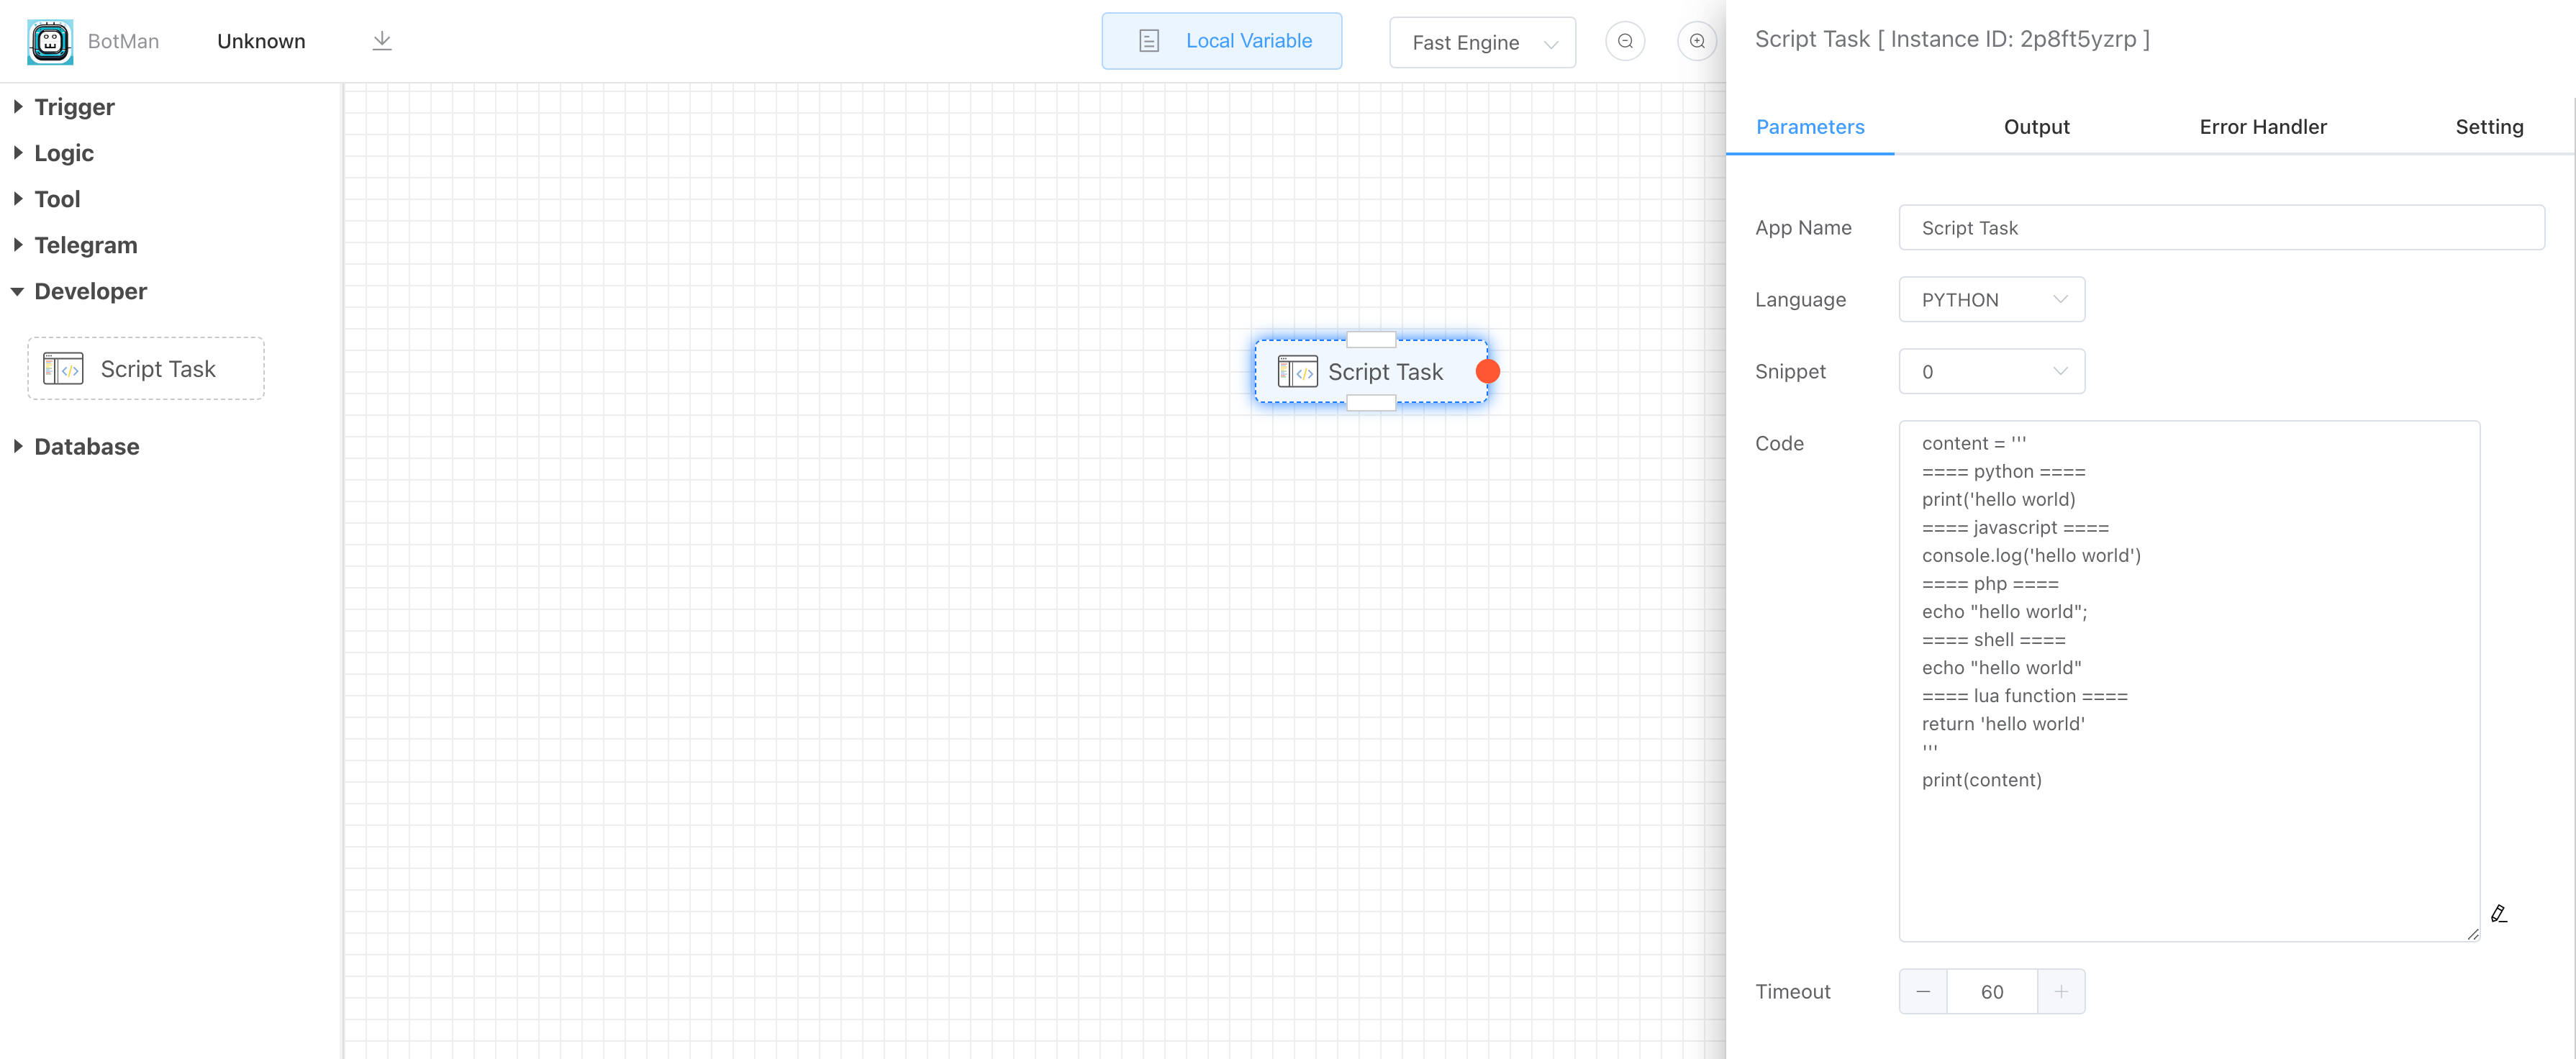 BotMan
Unknown
Local Variable
Fast Engine
Trigger
Logic
Tool
Telegram
Developer
Script Task
Database
Script Task
Script Task [ Instance ID: 2p8ft5yzrp ]
Parameters
Output
Error Handler
Setting
App Name
Script Task
Language
PYTHON
Snippet
0
Code
content = '''
==== python ====
print('hello world)
==== javascript ====
console.log('hello world')
==== php ====
echo "hello world";
==== shell ====
echo "hello world"
==== lua function ====
return 'hello world'
'''
print(content)
Timeout
60